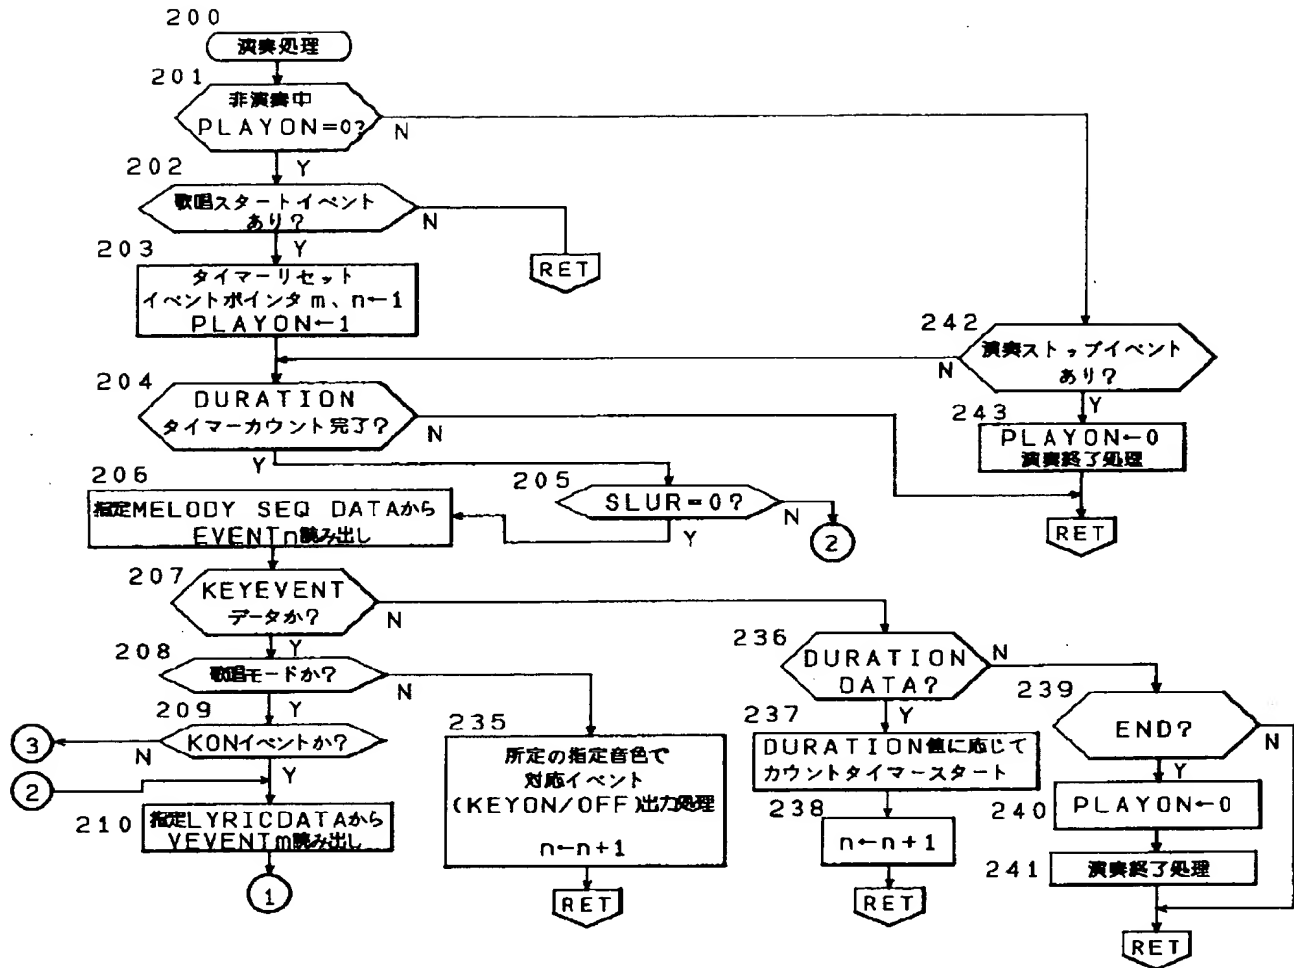 200
演奏処理
201
非演奏中
PLAYON=0?
N
Y
202
歌唱スタートイベント
あり?
N
Y
RET
203
タイマーリセット
イベントポインタm、n←1
PLAYON←1
242
演奏ストップイベント
あり?
N
Y
243
PLAYON←0
演奏終了処理
RET
204
DURATION
タイマーカウント完了?
N
Y
205
SLUR=0?
N
Y
2
206
指定MELODY SEQ DATAから
EVENTn読み出し
207
KEYEVENT
データか?
N
Y
208
歌唱モードか?
N
Y
209
KONイベントか?
N
Y
3
2
210
指定LYRICDATAから
VEVENTm読み出し
1
235
所定の指定音色で
対応イベント
(KEYON/OFF)出力処理
n←n+1
RET
236
DURATION
DATA?
N
Y
237
DURATION値に応じて
カウントタイマースタート
238
n←n+1
RET
239
END?
N
Y
240
PLAYON←0
241
演奏終了処理
RET